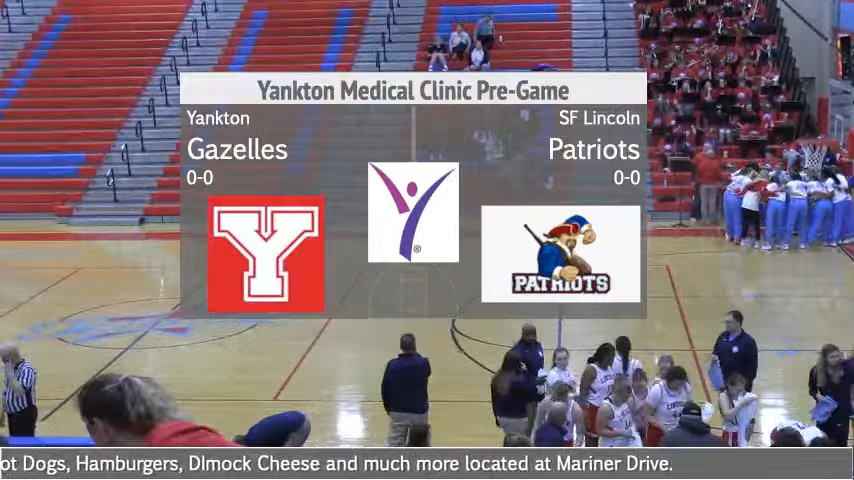 Yankton Medical Clinic Pre-Game
Yankton
SF Lincoln
Gazelles
Patriots
0-0
0-0
Y
®
PATRIOTS
ot Dogs, Hamburgers, DImock Cheese and much more located at Mariner Drive.